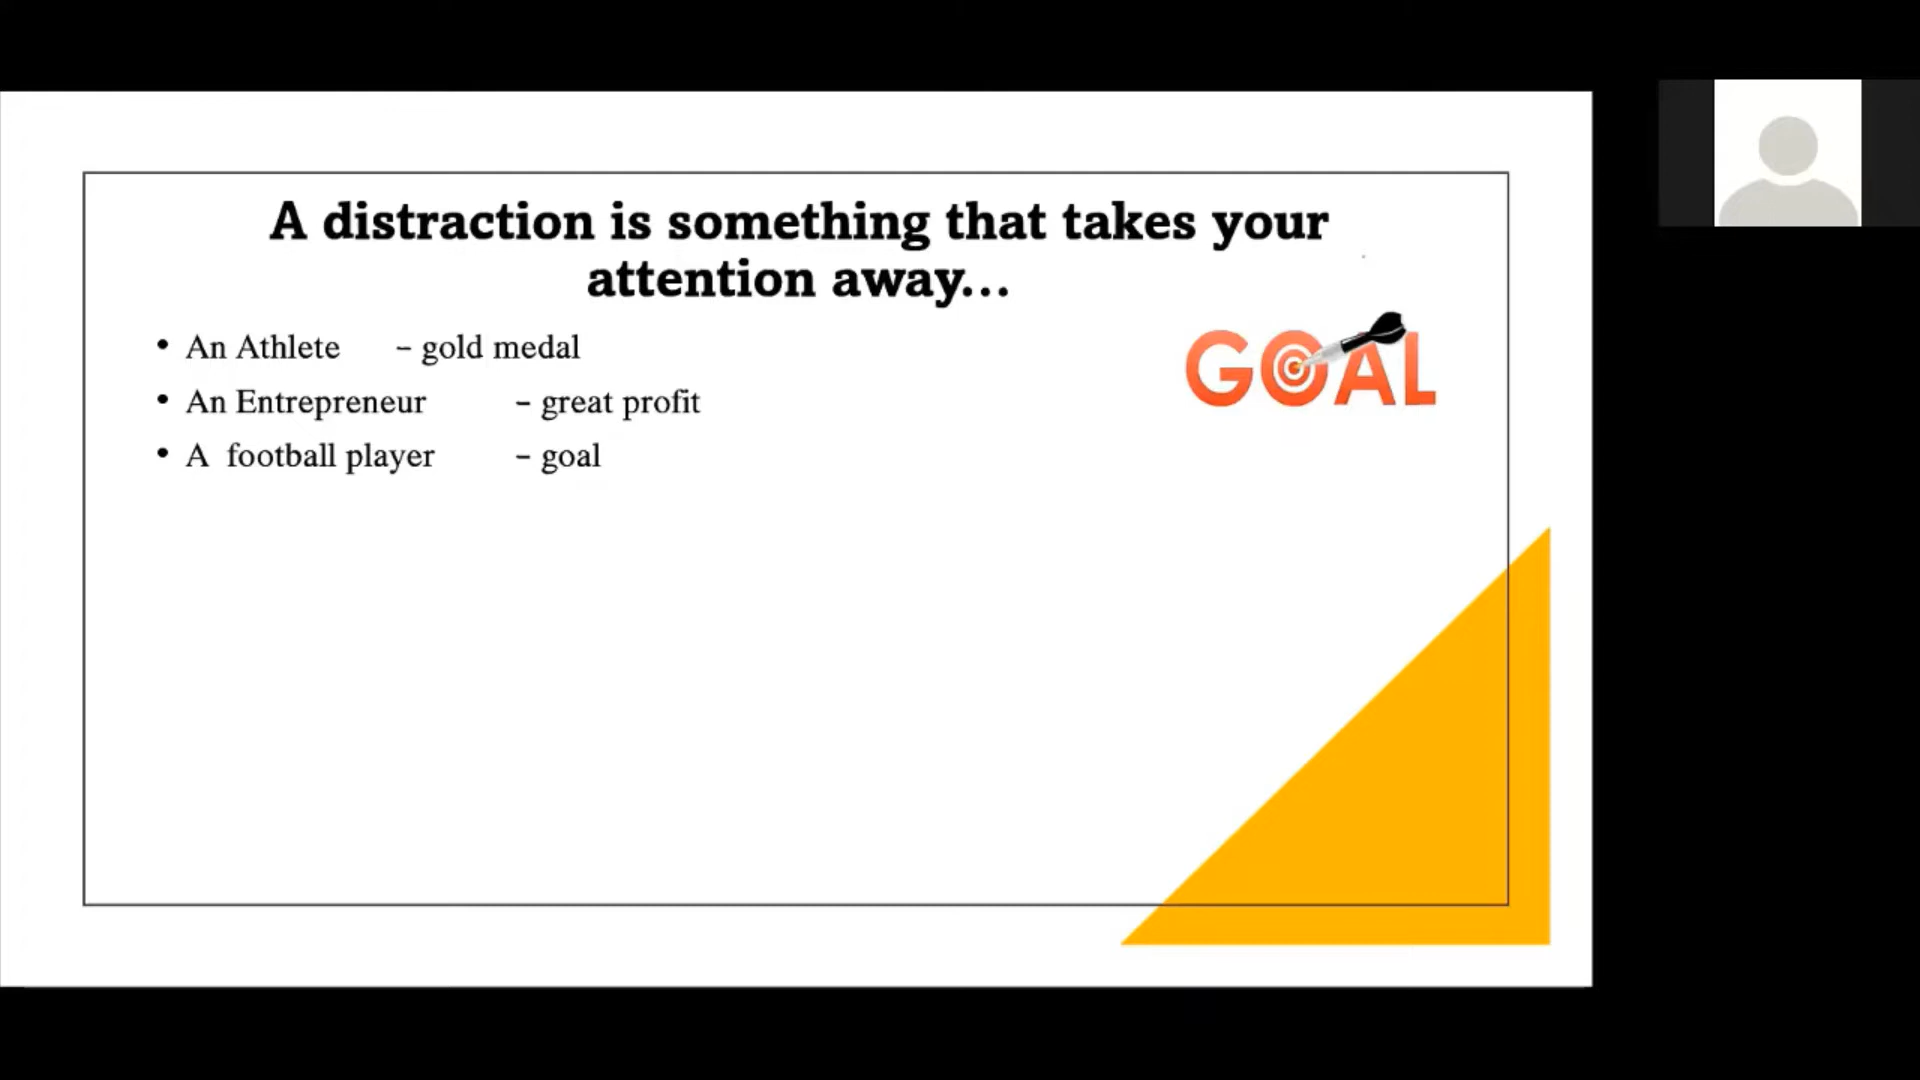 A distraction is something that takes your
attention away...
• An Athlete – gold medal
• An Entrepreneur – great profit
• A football player – goal
GOAL